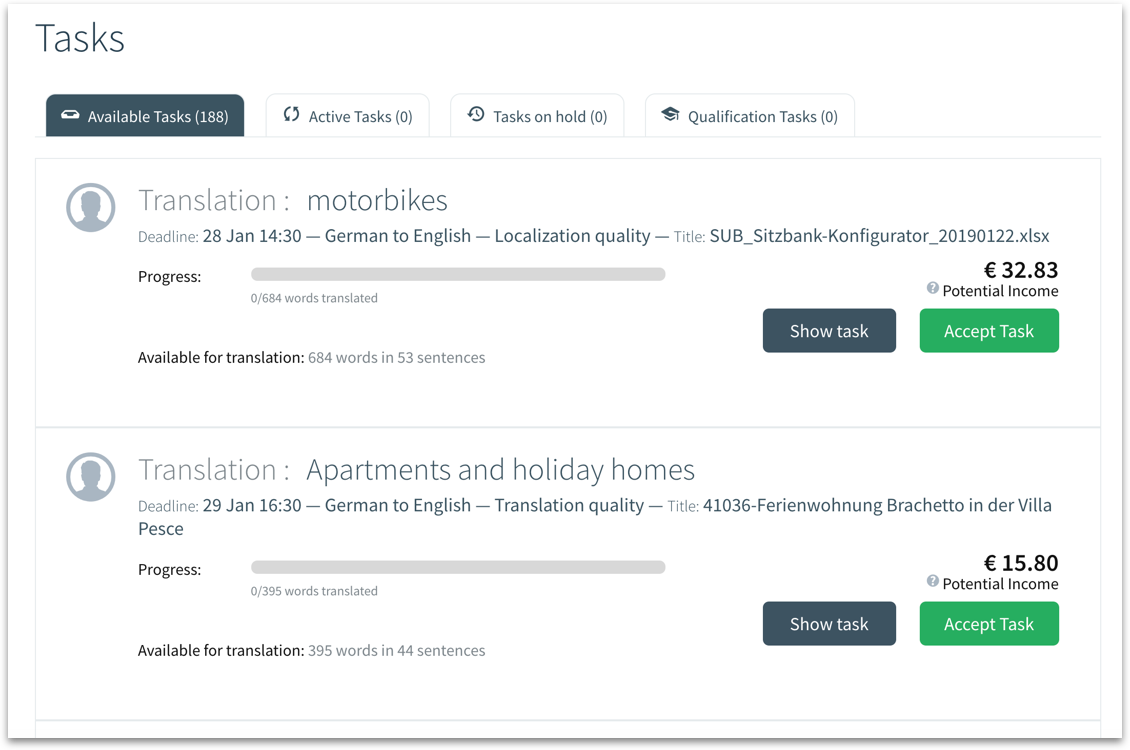 Tasks
Available Tasks (188)
Active Tasks (0)
Tasks on hold (0)
Qualification Tasks (0)
Translation : motorbikes
Deadline: 28 Jan 14:30 — German to English — Localization quality — Title: SUB_Sitzbank-Konfigurator_20190122.xlsx
Progress:
0/684 words translated
€ 32.83
? Potential Income
Show task
Accept Task
Available for translation: 684 words in 53 sentences
Translation : Apartments and holiday homes
Deadline: 29 Jan 16:30 — German to English — Translation quality — Title: 41036-Ferienwohnung Brachetto in der Villa
Pesce
Progress:
0/395 words translated
€ 15.80
? Potential Income
Show task
Accept Task
Available for translation: 395 words in 44 sentences